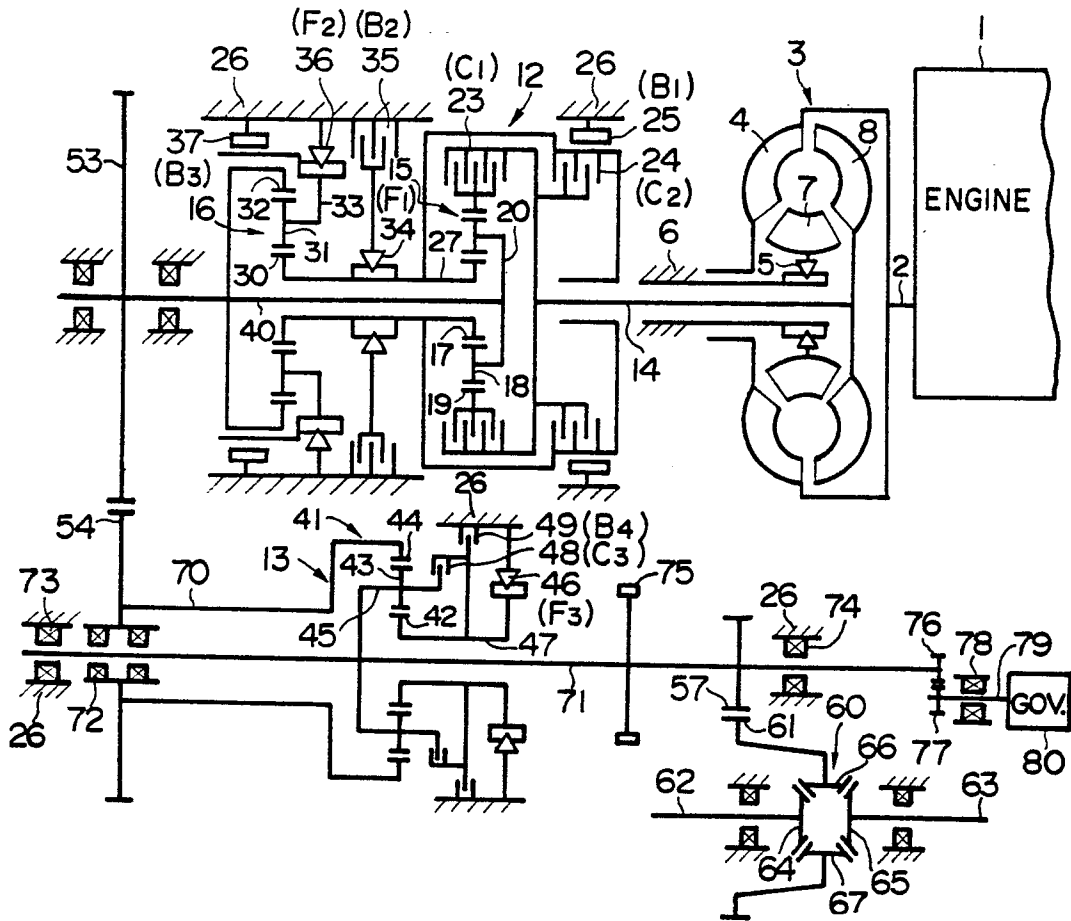 (F2) (B2)
1
26 36 35 (C1) 12 26 3
23 (B1)
37 25 4 8
53 15 24
(B3) (F1) (C2) 7
16 32 33 20 ENGINE
31 34 27 6 5 2
30
40 17 14
18
19
26
54 41 44 49 (B4)
13 43 48 (C3) 75
73 70 46 26 74
42 (F3) 76 78 79
45 47
57
71 61 60 GOV.
26 72 66 77 80
62 63
64 65
67